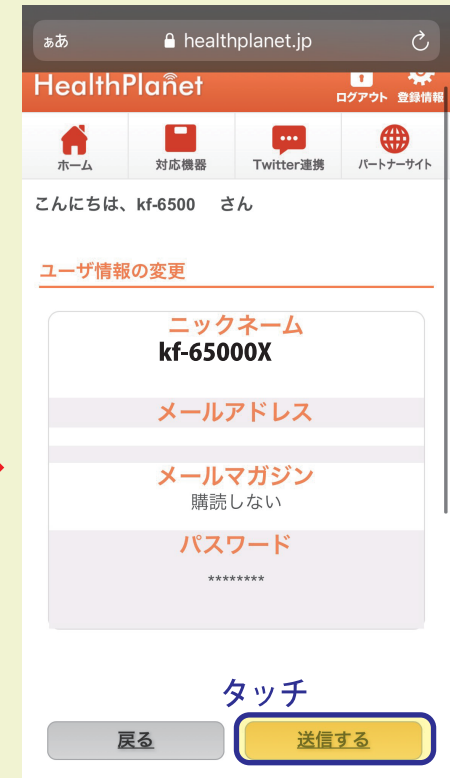 ぁあ healthplanet.jp
HealthPlanet
ログアウト 登録情報
ホーム 対応機器 Twitter連携 パートナーサイト
こんにちは、kf-6500 さん
ユーザ情報の変更
ニックネーム
kf-65000X
メールアドレス
メールマガジン
購読しない
パスワード
********
タッチ
戻る 送信する